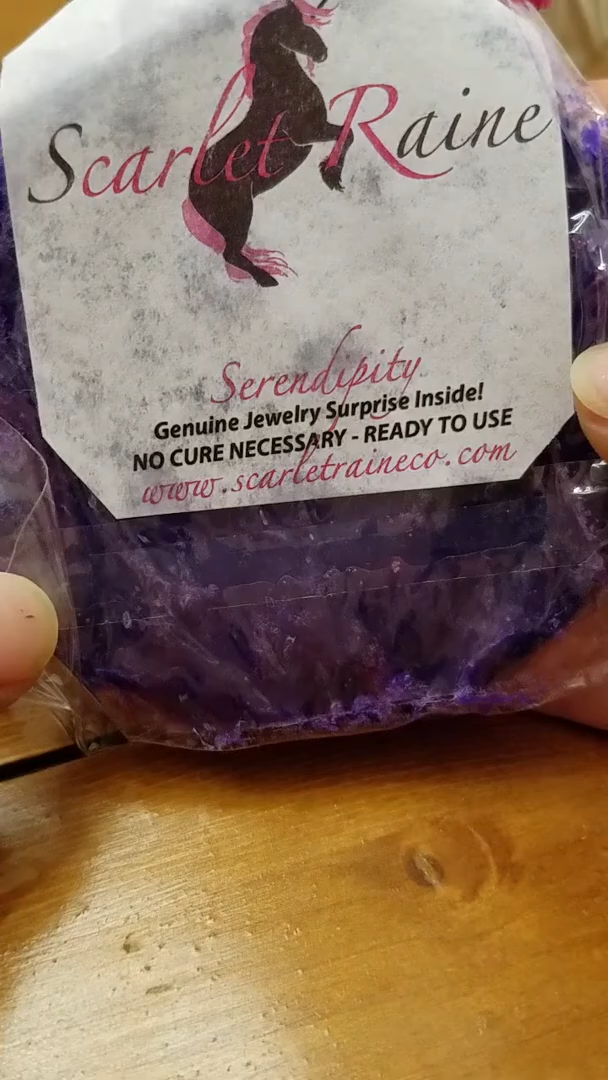 Scarlet Raine
Serendipity
Genuine Jewelry Surprise Inside!
NO CURE NECESSARY - READY TO USE
www.scarletraineco.com